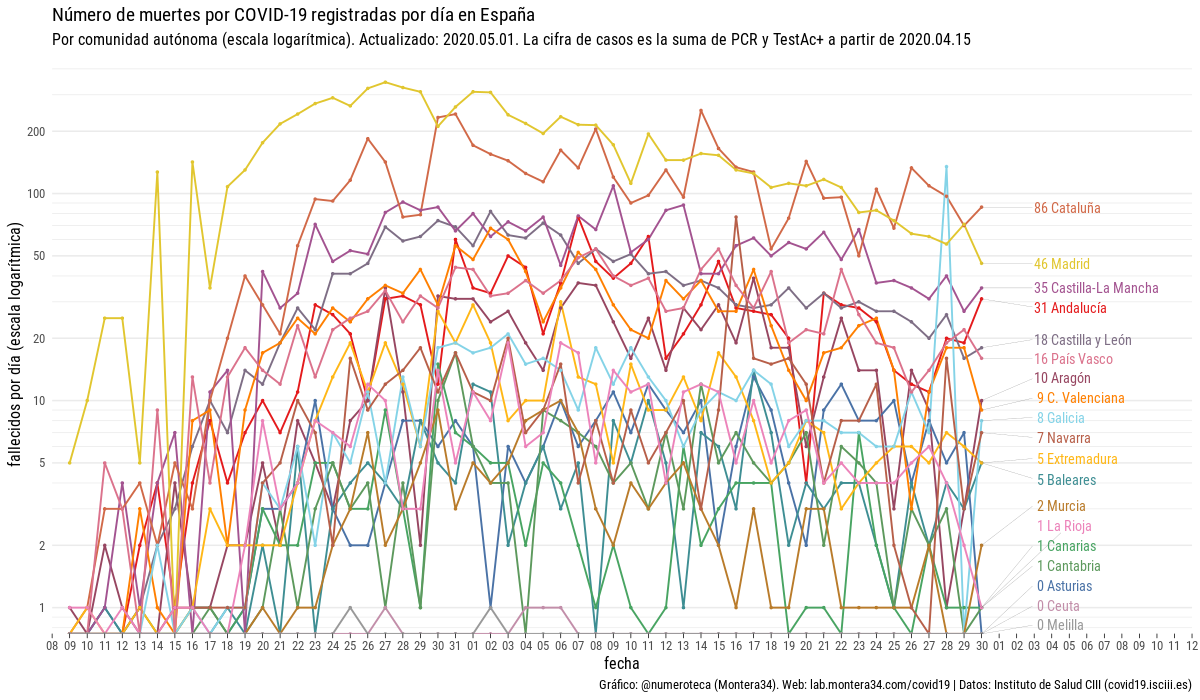 Número de muertes por COVID-19 registradas por día en España
Por comunidad autónoma (escala logarítmica). Actualizado: 2020.05.01. La cifra de casos es la suma de PCR y TestAc+ a partir de 2020.04.15
fallecidos por día (escala logarítmica)
200
100
50
20
10
5
2
1
86 Cataluña
46 Madrid
35 Castilla-La Mancha
31 Andalucía
18 Castilla y León
16 País Vasco
10 Aragón
9 C. Valenciana
8 Galicia
7 Navarra
5 Extremadura
5 Baleares
2 Murcia
1 La Rioja
1 Canarias
1 Cantabria
0 Asturias
0 Ceuta
0 Melilla
08 09 10 11 12 13 14 15 16 17 18 19 20 21 22 23 24 25 26 27 28 29 30 31 01 02 03 04 05 06 07 08 09 10 11 12 13 14 15 16 17 18 19 20 21 22 23 24 25 26 27 28 29 30 01 02 03 04 05 06 07 08 09 10 11 12
fecha
Gráfico: @numeroteca (Montera34). Web: lab.montera34.com/covid19 | Datos: Instituto de Salud CIII (covid19.isciii.es)